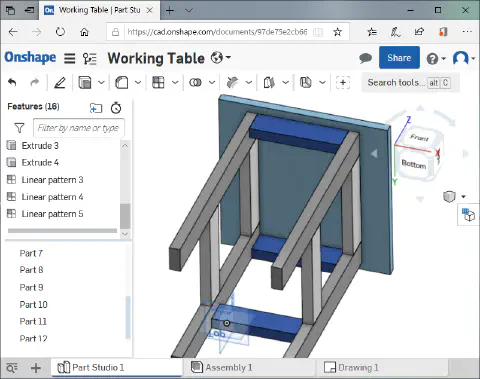 Working Table | Part Studio
https://cad.onshape.com/documents/97de75e2cb66
Onshape
Working Table
Share
Search tools...
alt
C
Features (16)
Filter by name or type
Extrude 3
Extrude 4
Linear pattern 3
Linear pattern 4
Linear pattern 5
Part 7
Part 8
Part 9
Part 10
Part 11
Part 12
Z
Front
X
Bottom
Y
Part Studio 1
Assembly 1
Drawing 1